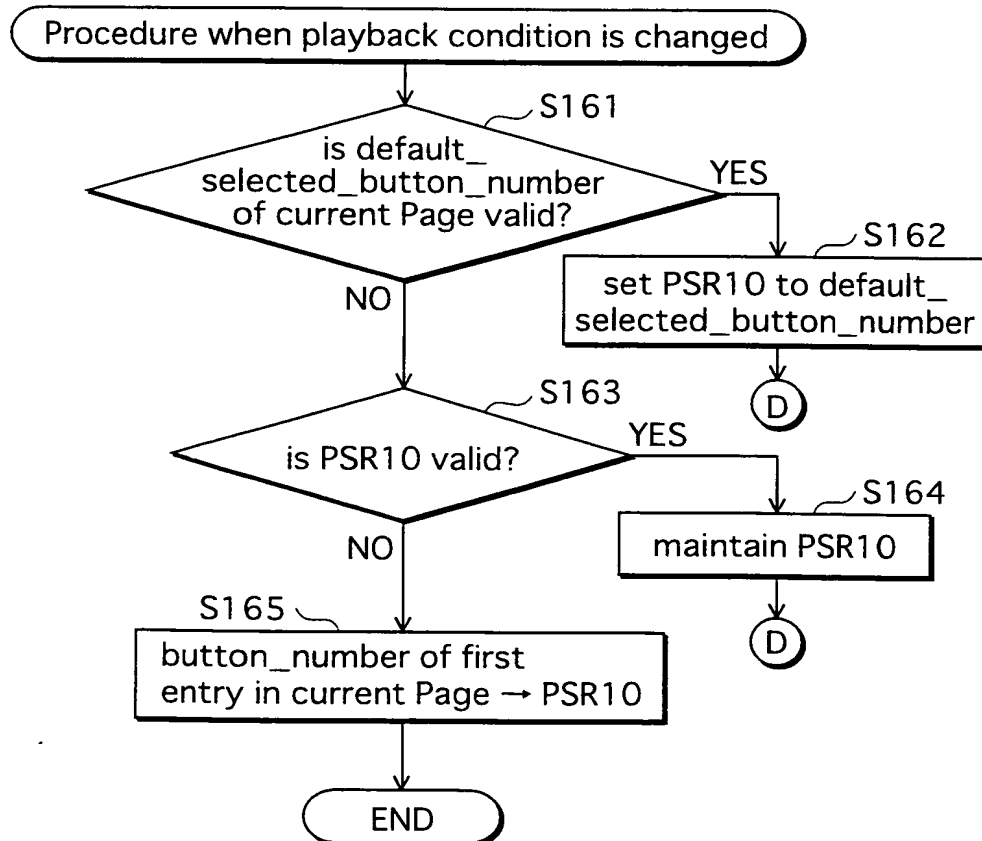 Procedure when playback condition is changed
S161
is default_
selected_button_number
of current Page valid?
YES
S162
set PSR10 to default_
selected_button_number
D
NO
S163
is PSR10 valid?
YES
S164
maintain PSR10
D
NO
S165
button_number of first
entry in current Page → PSR10
END